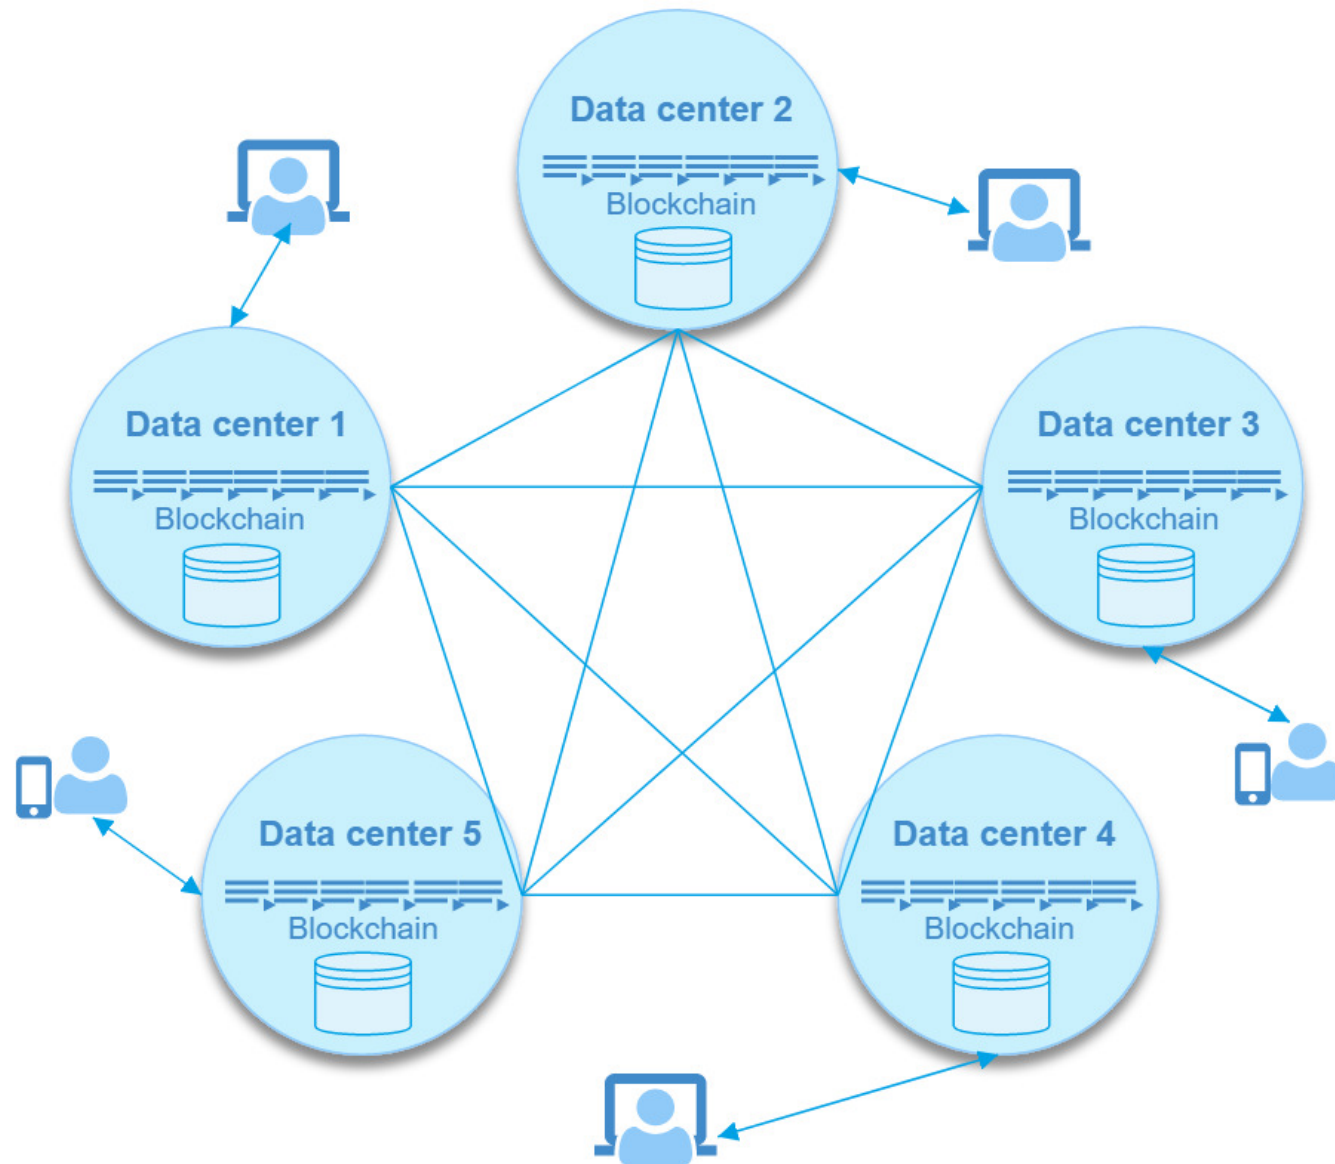 Data center 2
Blockchain
Data center 1
Blockchain
Data center 3
Blockchain
Data center 5
Blockchain
Data center 4
Blockchain